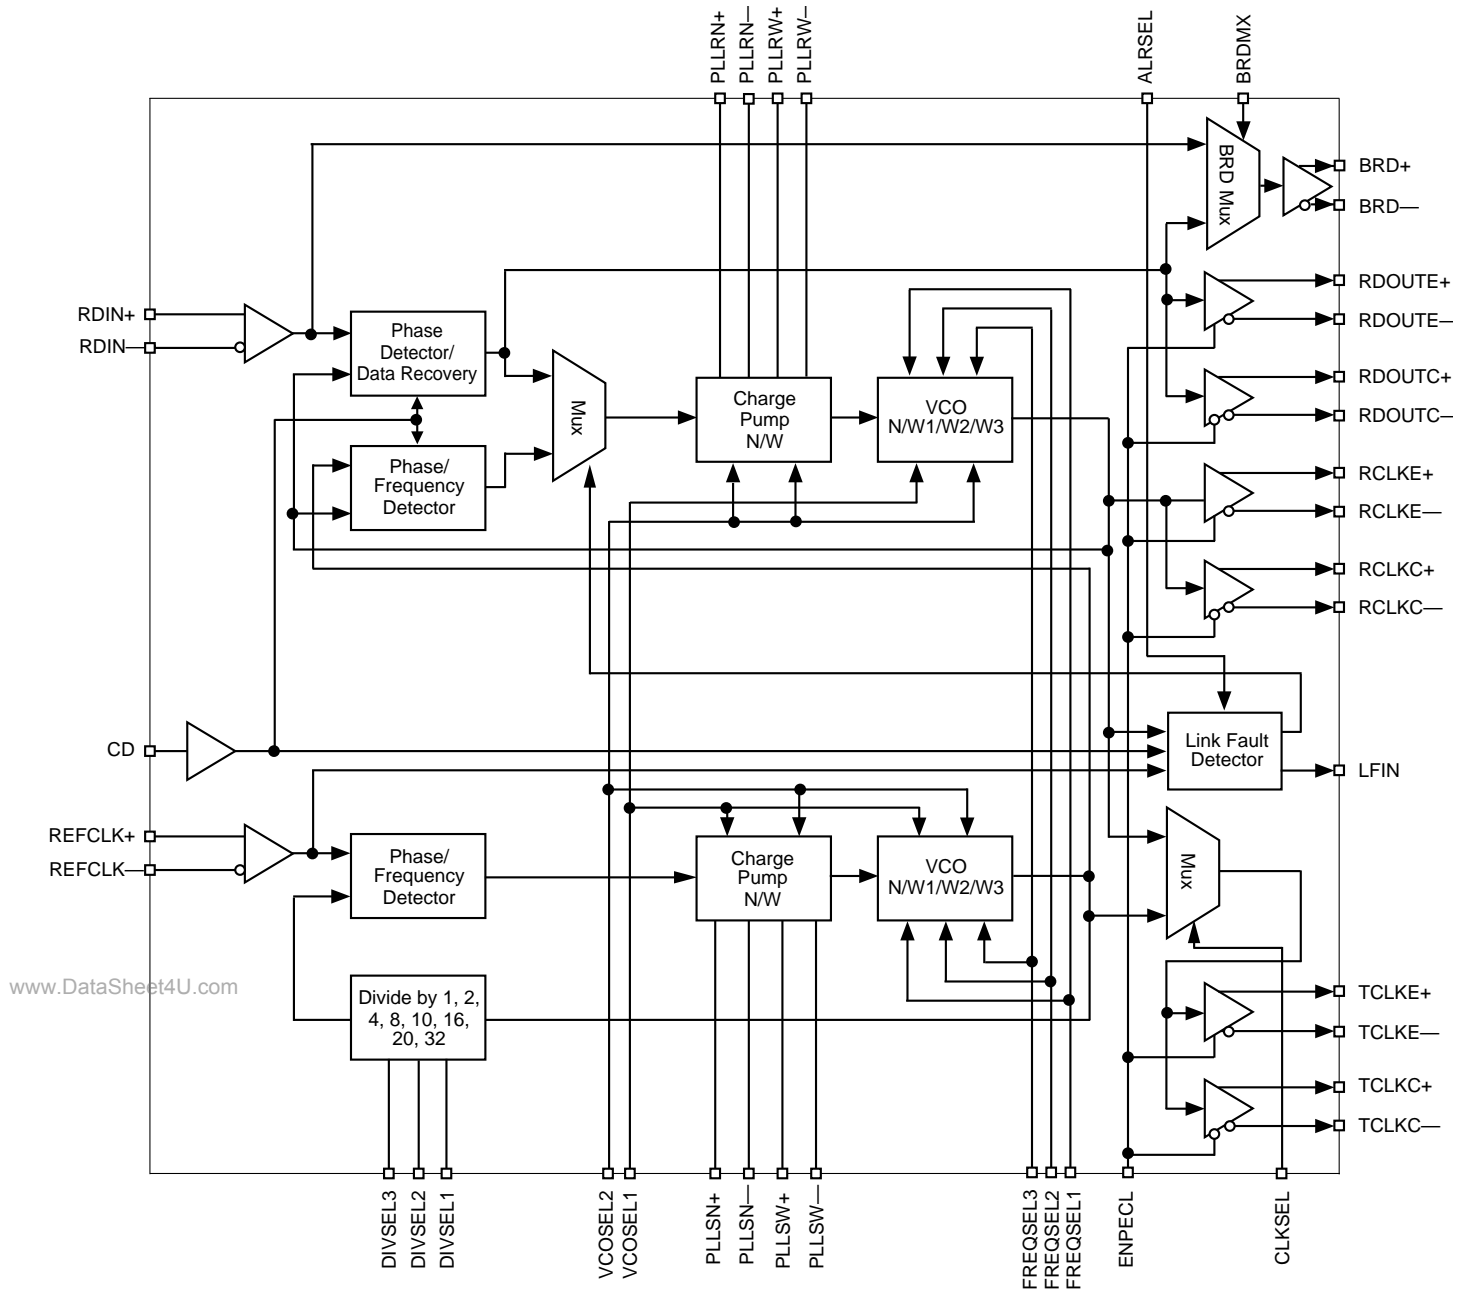 PLLRN+
PLLRN—
PLLRW+
PLLRW—
ALRSEL
BRDMX
BRD Mux
BRD+
BRD—
RDIN+
RDIN—
Phase
Detector/
Data Recovery
RDOUTE+
RDOUTE—
Mux
Charge
Pump
N/W
VCO
N/W1/W2/W3
RDOUTC+
RDOUTC—
Phase/
Frequency
Detector
RCLKE+
RCLKE—
RCLKC+
RCLKC—
CD
Link Fault
Detector
LFIN
REFCLK+
REFCLK—
Phase/
Frequency
Detector
Charge
Pump
N/W
VCO
N/W1/W2/W3
Mux
www.DataSheet4U.com
Divide by 1, 2,
4, 8, 10, 16,
20, 32
TCLKE+
TCLKE—
TCLKC+
TCLKC—
DIVSEL3
DIVSEL2
DIVSEL1
VCOSEL2
VCOSEL1
PLLSN+
PLLSN—
PLLSW+
PLLSW—
FREQSEL3
FREQSEL2
FREQSEL1
ENPECL
CLKSEL